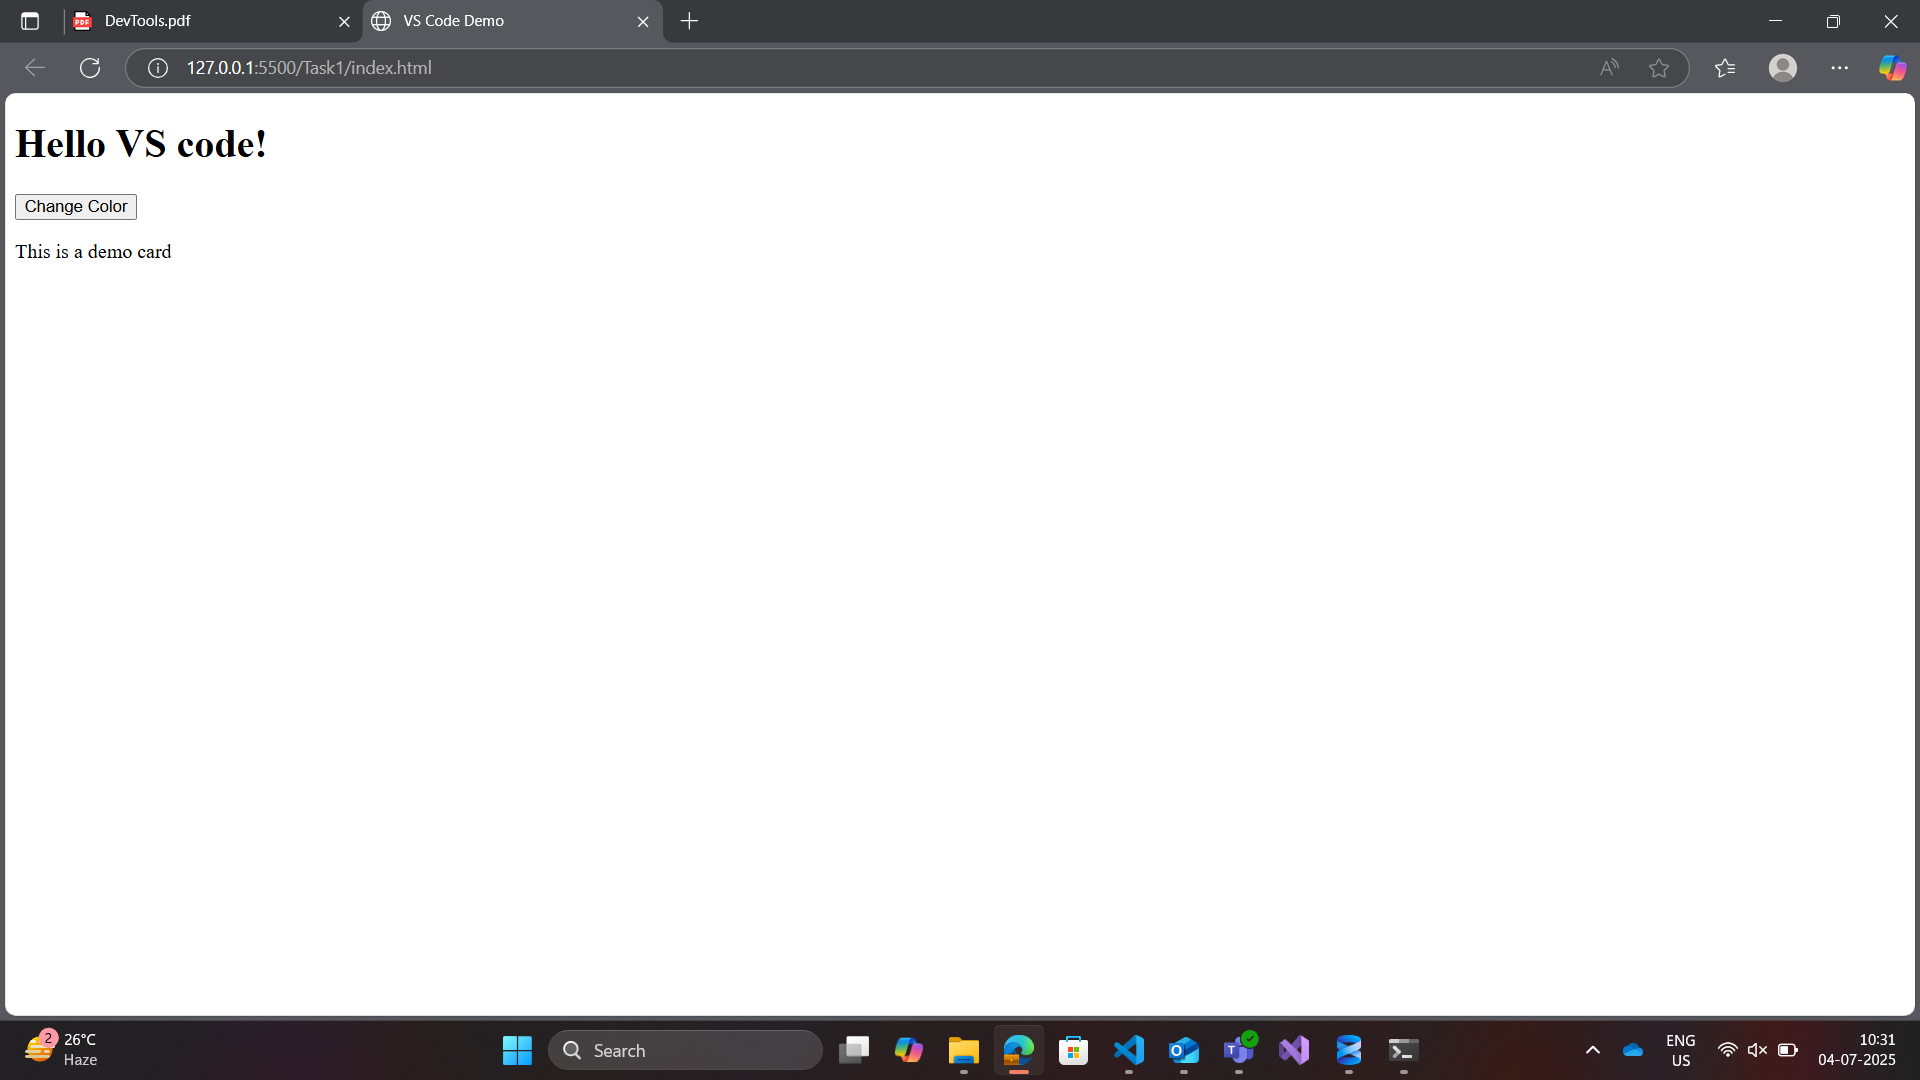 DevTools.pdf
VS Code Demo
127.0.0.1:5500/Task1/index.html
Hello VS code!
Change Color
This is a demo card
2
26°C
Haze
Search
ENG
US
10:31
04-07-2025